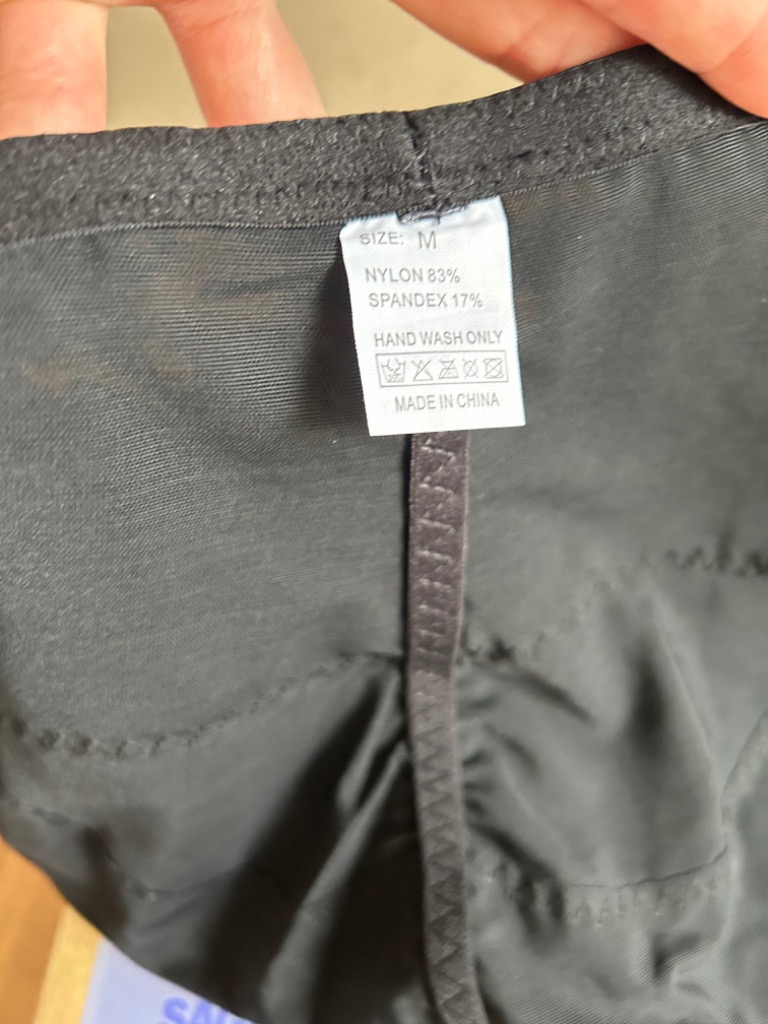 SIZE: M
NYLON 83%
SPANDEX 17%
HAND WASH ONLY
MADE IN CHINA